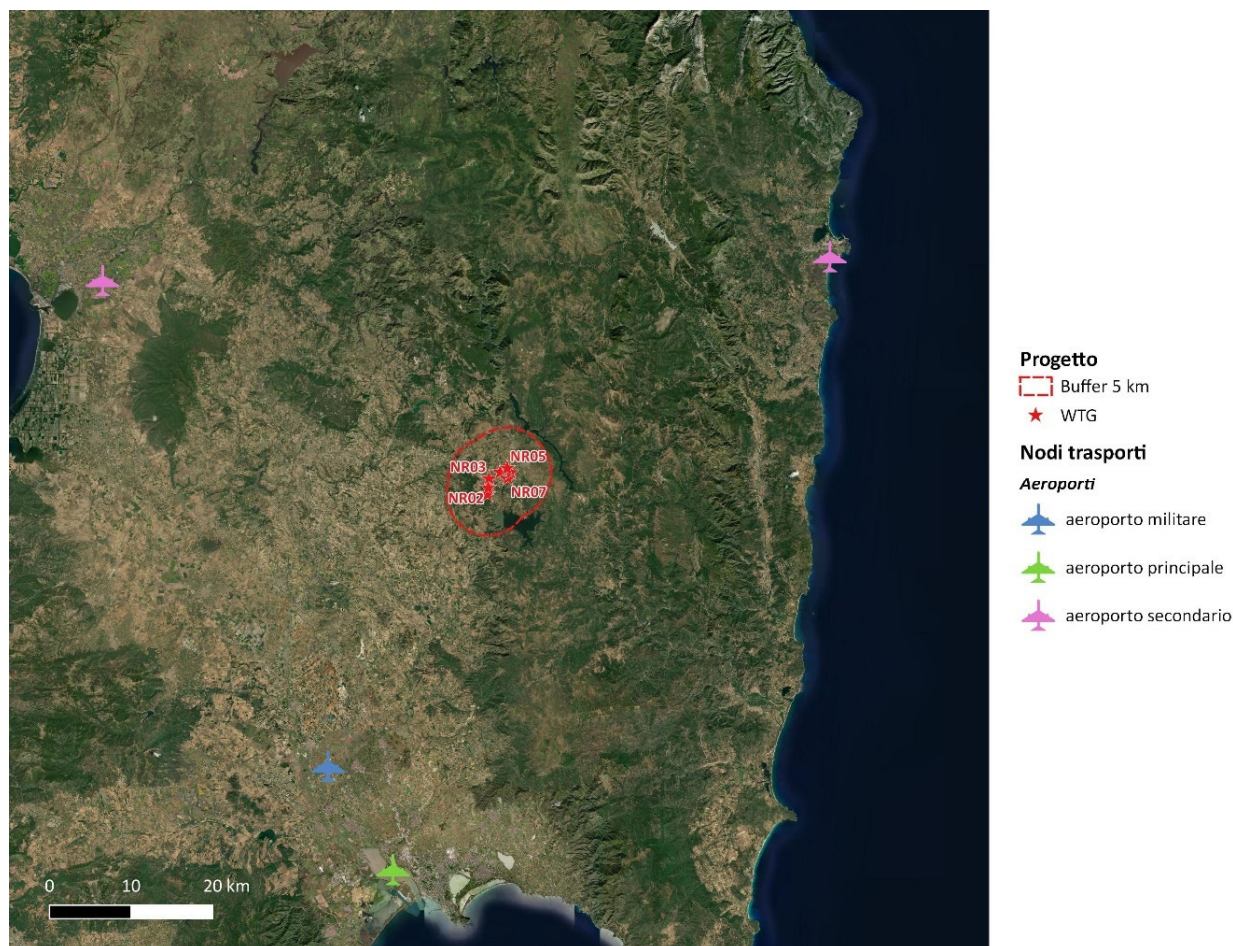 NR03
NR05
NR02
NR07
0 10 20 km
Progetto
Buffer 5 km
WTG
Nodi trasporti
Aeroporti
aeroporto militare
aeroporto principale
aeroporto secondario